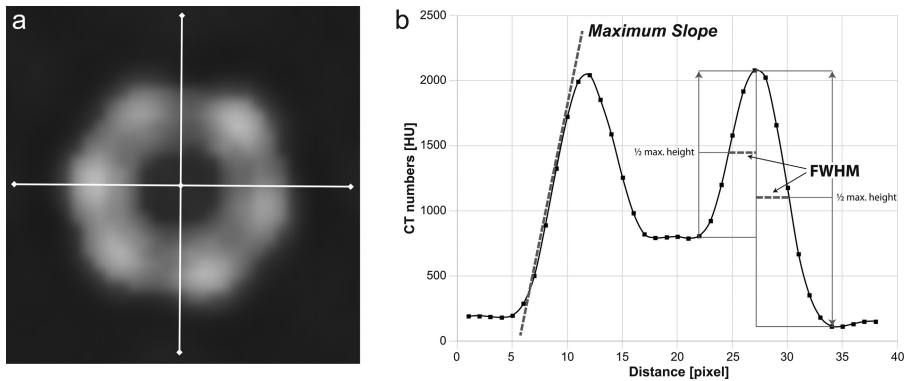 a
b
2500
2000
1500
1000
500
0
CT numbers [HU]
Maximum Slope
½ max. height
FWHM
½ max. height
0 5 10 15 20 25 30 35 40
Distance [pixel]